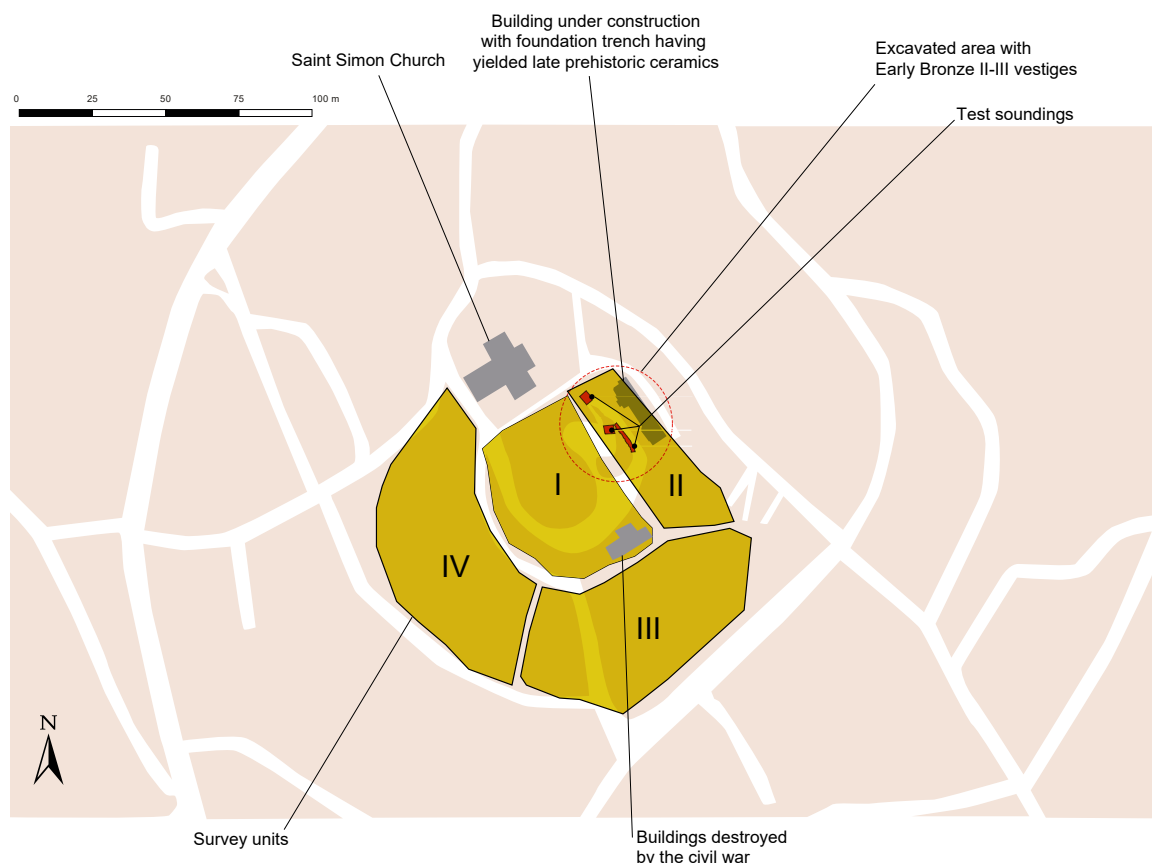 Building under construction
with foundation trench having
yielded late prehistoric ceramics
Saint Simon Church
Excavated area with
Early Bronze II-III vestiges
Test soundings
0 25 50 75 100 m
I
II
IV
III
N
Survey units
Buildings destroyed
by the civil war